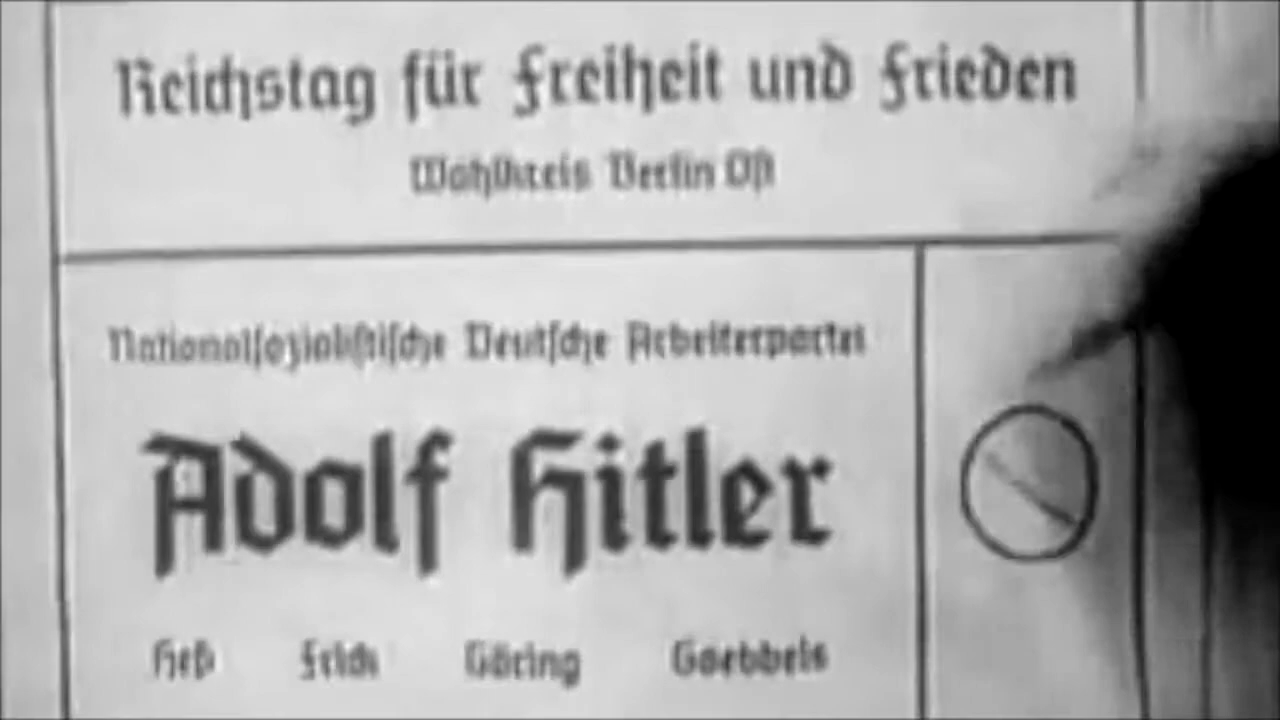 Reichstag für Freiheit und Frieden
Wahlkreis Berlin Ost
Nationalsozialistische Deutsche Arbeiterpartei
Adolf Hitler
Heß Frick Göring Goebbels